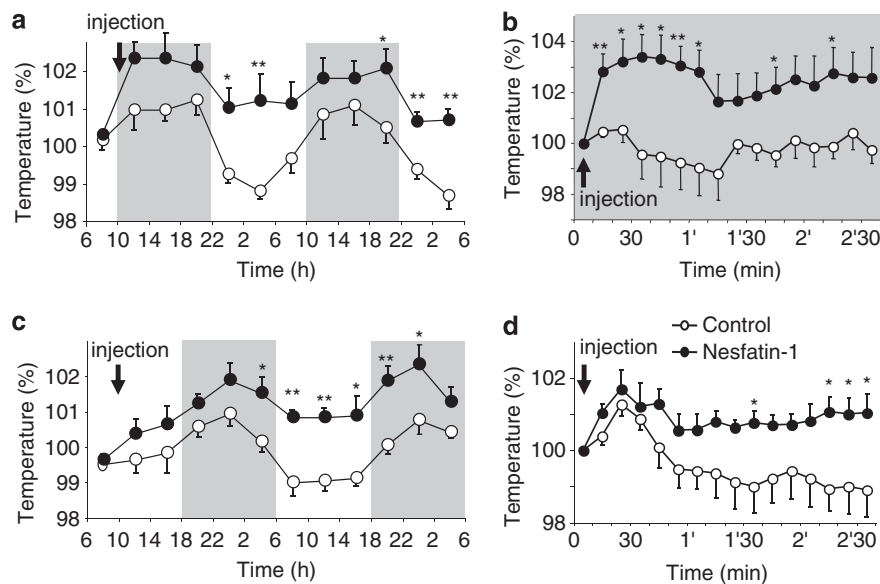 a
injection
Temperature (%)
102
101
100
99
98
* ** * ** **
6 10 14 18 22 2 6 10 14 18 22 2 6
Time (h)
b
Temperature (%)
104
102
100
98
** * * * ** * * *
injection
0 30 1' 1'30 2' 2'30
Time (min)
c
injection
Temperature (%)
102
101
100
99
98
* ** ** * ** *
6 10 14 18 22 2 6 10 14 18 22 2 6
Time (h)
d
Control
Nesfatin-1
injection
Temperature (%)
102
100
98
* * * *
0 30 1' 1'30 2' 2'30
Time (min)